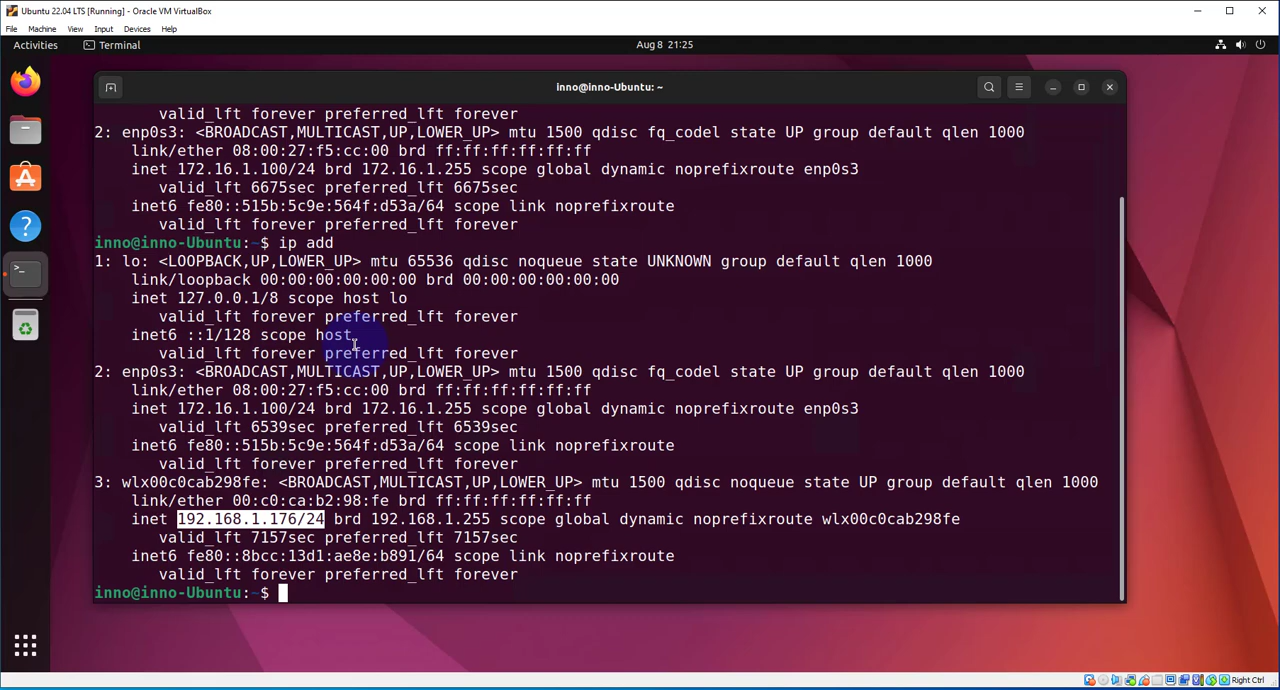 Ubuntu 22.04 LTS [Running] - Oracle VM VirtualBox
File Machine View Input Devices Help
Activities Terminal Aug 8 21:25
inno@inno-Ubuntu: ~
valid_lft forever preferred_lft forever
2: enp0s3: <BROADCAST,MULTICAST,UP,LOWER_UP> mtu 1500 qdisc fq_codel state UP group default qlen 1000
link/ether 08:00:27:f5:cc:00 brd ff:ff:ff:ff:ff:ff
inet 172.16.1.100/24 brd 172.16.1.255 scope global dynamic noprefixroute enp0s3
valid_lft 6675sec preferred_lft 6675sec
inet6 fe80::515b:5c9e:564f:d53a/64 scope link noprefixroute
valid_lft forever preferred_lft forever
inno@inno-Ubuntu:~$ ip add
1: lo: <LOOPBACK,UP,LOWER_UP> mtu 65536 qdisc noqueue state UNKNOWN group default qlen 1000
link/loopback 00:00:00:00:00:00 brd 00:00:00:00:00:00
inet 127.0.0.1/8 scope host lo
valid_lft forever preferred_lft forever
inet6 ::1/128 scope host
valid_lft forever preferred_lft forever
2: enp0s3: <BROADCAST,MULTICAST,UP,LOWER_UP> mtu 1500 qdisc fq_codel state UP group default qlen 1000
link/ether 08:00:27:f5:cc:00 brd ff:ff:ff:ff:ff:ff
inet 172.16.1.100/24 brd 172.16.1.255 scope global dynamic noprefixroute enp0s3
valid_lft 6539sec preferred_lft 6539sec
inet6 fe80::515b:5c9e:564f:d53a/64 scope link noprefixroute
valid_lft forever preferred_lft forever
3: wlx00c0cab298fe: <BROADCAST,MULTICAST,UP,LOWER_UP> mtu 1500 qdisc noqueue state UP group default qlen 1000
link/ether 00:c0:ca:b2:98:fe brd ff:ff:ff:ff:ff:ff
inet 192.168.1.176/24 brd 192.168.1.255 scope global dynamic noprefixroute wlx00c0cab298fe
valid_lft 7157sec preferred_lft 7157sec
inet6 fe80::8bcc:13d1:ae8e:b891/64 scope link noprefixroute
valid_lft forever preferred_lft forever
inno@inno-Ubuntu:~$
Right Ctrl